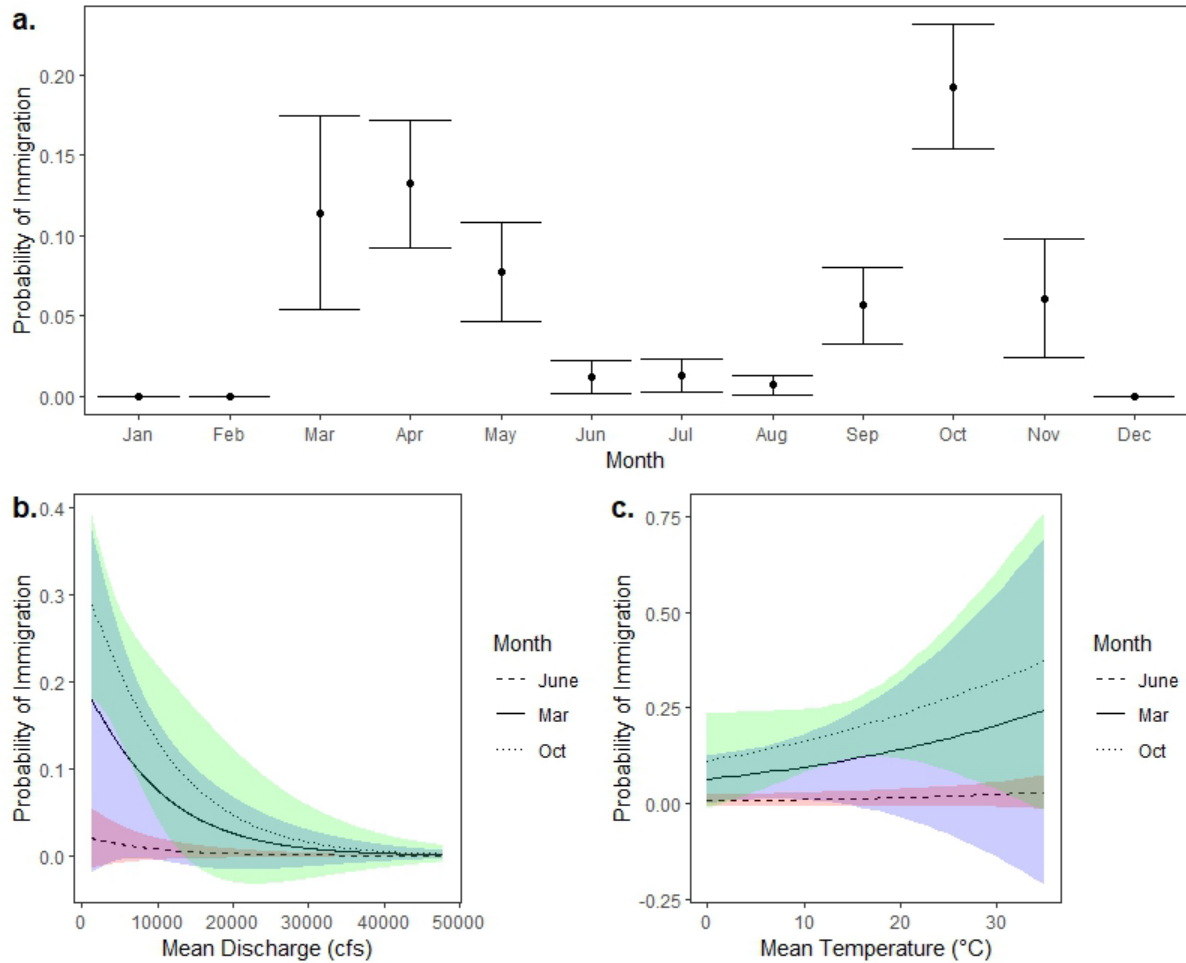 a.
Probability of Immigration
0.20
0.15
0.10
0.05
0.00
Jan Feb Mar Apr May Jun Jul Aug Sep Oct Nov Dec
Month
b.
Probability of Immigration
0.4
0.3
0.2
0.1
0.0
0 10000 20000 30000 40000 50000
Mean Discharge (cfs)
Month
June
Mar
Oct
c.
Probability of Immigration
0.75
0.50
0.25
0.00
-0.25
0 10 20 30
Mean Temperature (°C)
Month
June
Mar
Oct